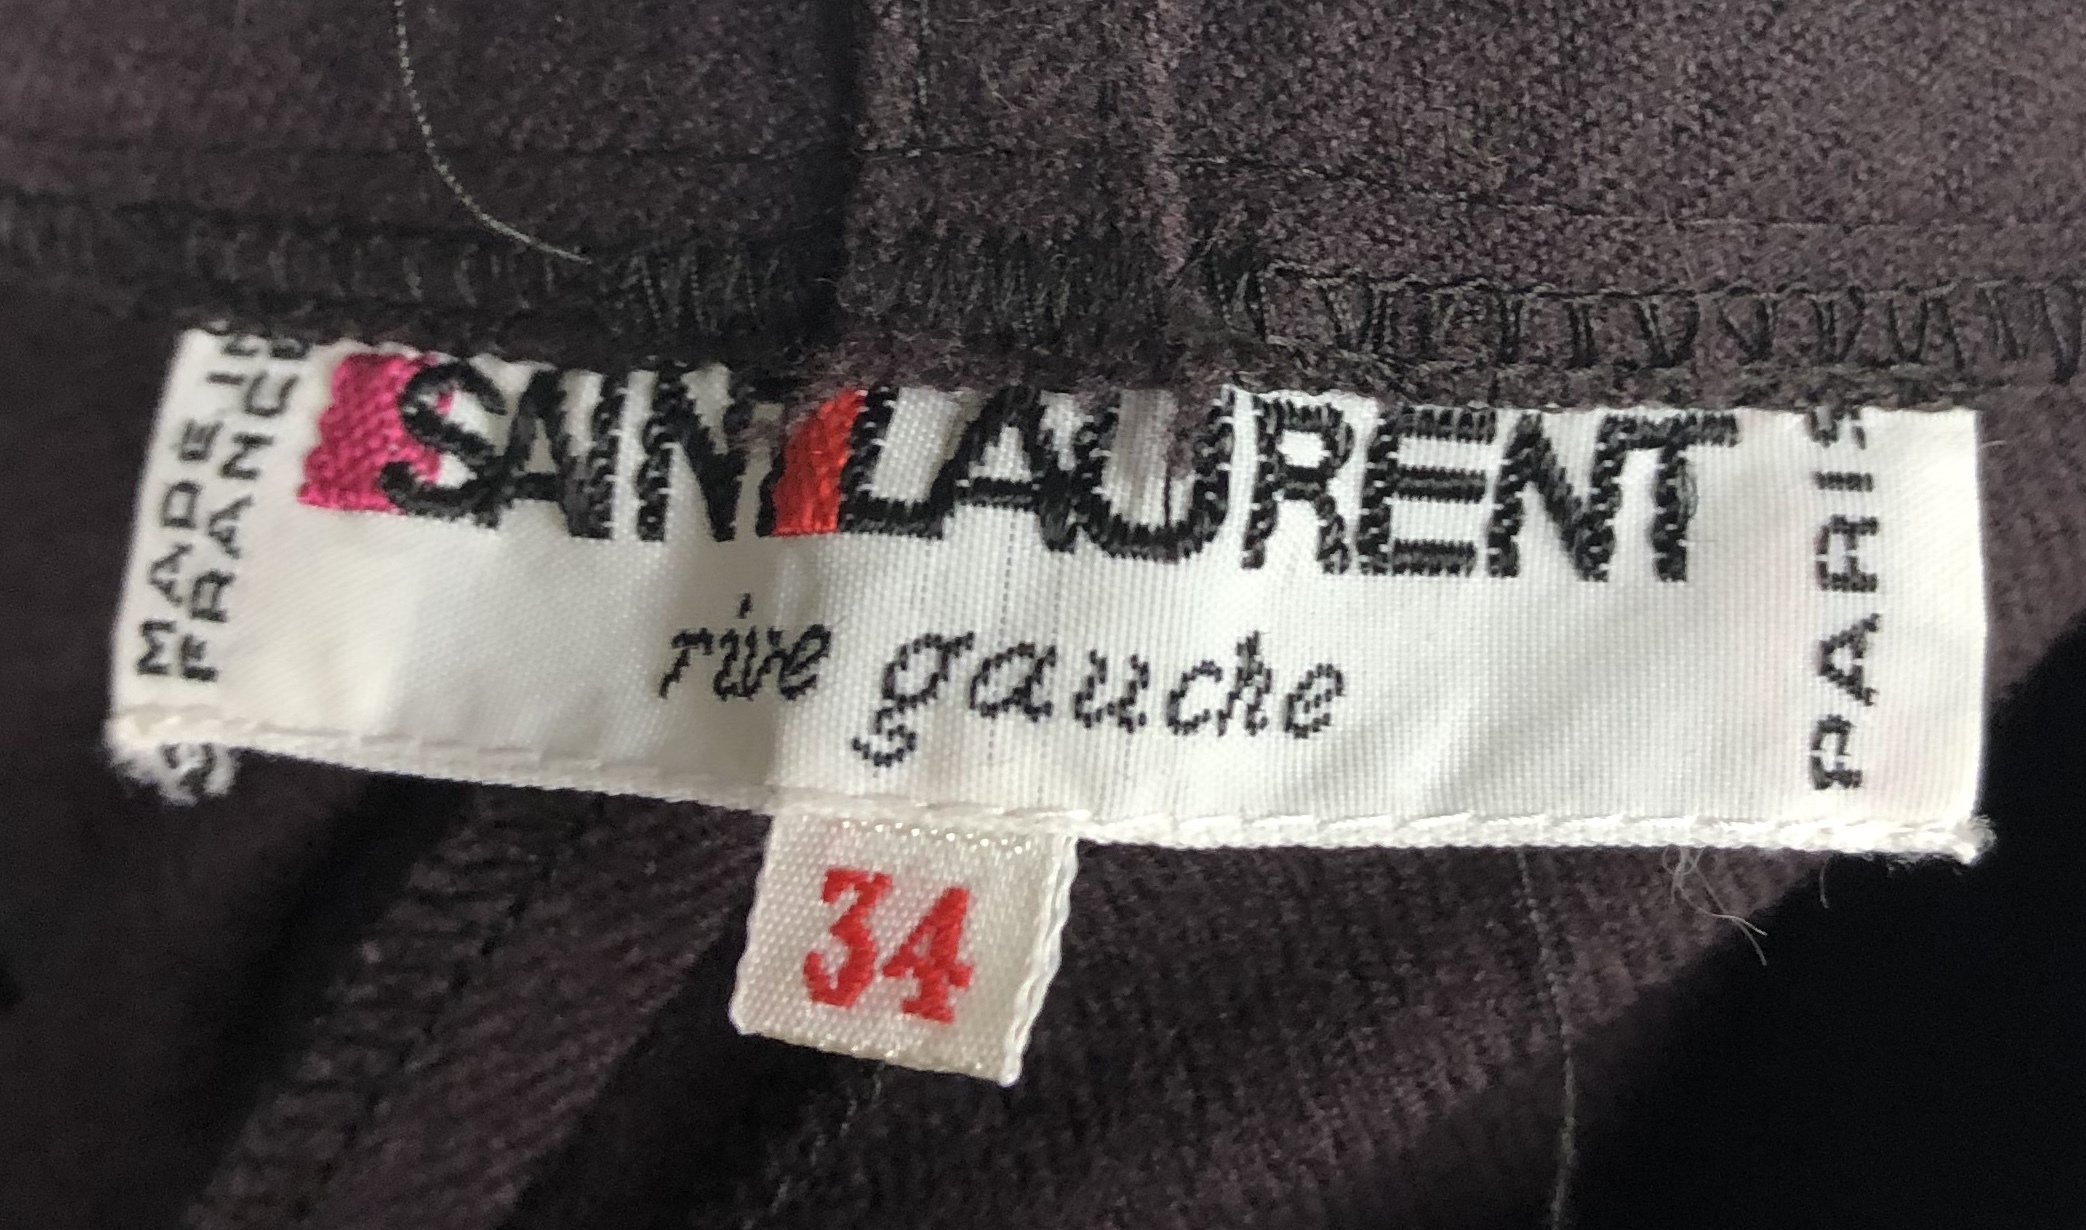 MADE IN
FRANCE
SAINT LAURENT
rive gauche
PARIS
34